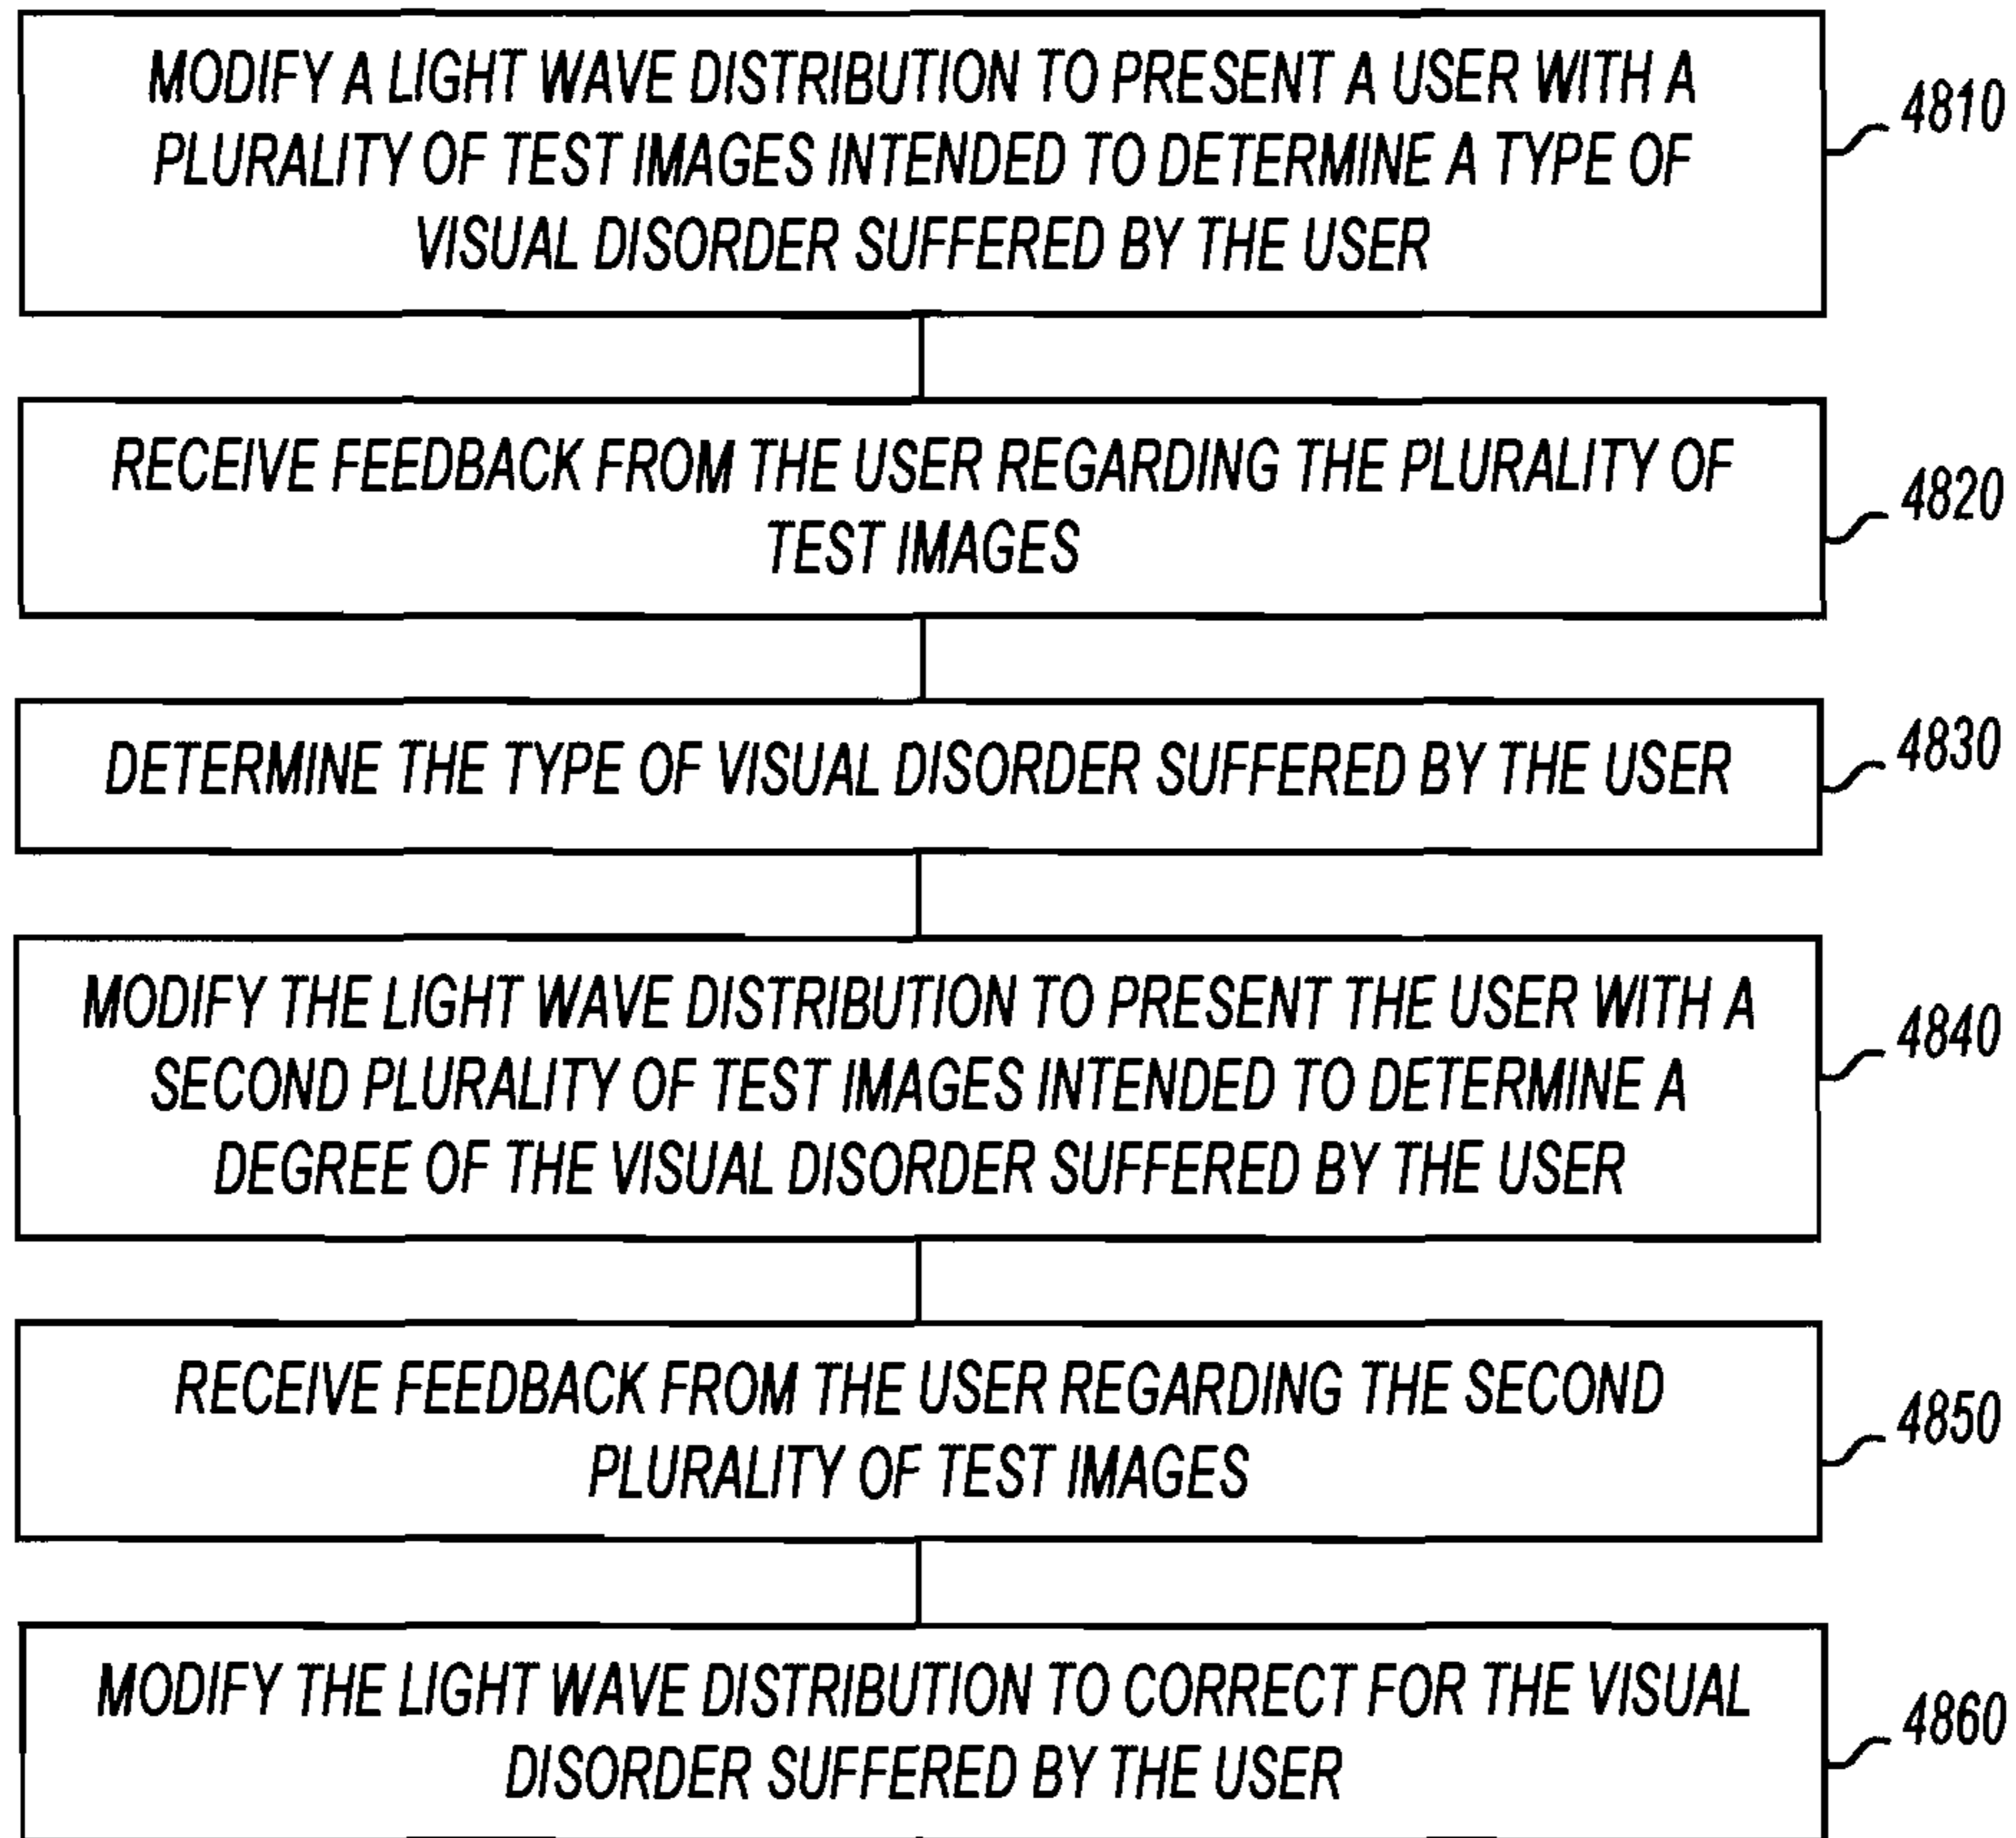 MODIFY A LIGHT WAVE DISTRIBUTION TO PRESENT A USER WITH A
PLURALITY OF TEST IMAGES INTENDED TO DETERMINE A TYPE OF
VISUAL DISORDER SUFFERED BY THE USER
4810
RECEIVE FEEDBACK FROM THE USER REGARDING THE PLURALITY OF
TEST IMAGES
4820
DETERMINE THE TYPE OF VISUAL DISORDER SUFFERED BY THE USER
4830
MODIFY THE LIGHT WAVE DISTRIBUTION TO PRESENT THE USER WITH A
SECOND PLURALITY OF TEST IMAGES INTENDED TO DETERMINE A
DEGREE OF THE VISUAL DISORDER SUFFERED BY THE USER
4840
RECEIVE FEEDBACK FROM THE USER REGARDING THE SECOND
PLURALITY OF TEST IMAGES
4850
MODIFY THE LIGHT WAVE DISTRIBUTION TO CORRECT FOR THE VISUAL
DISORDER SUFFERED BY THE USER
4860